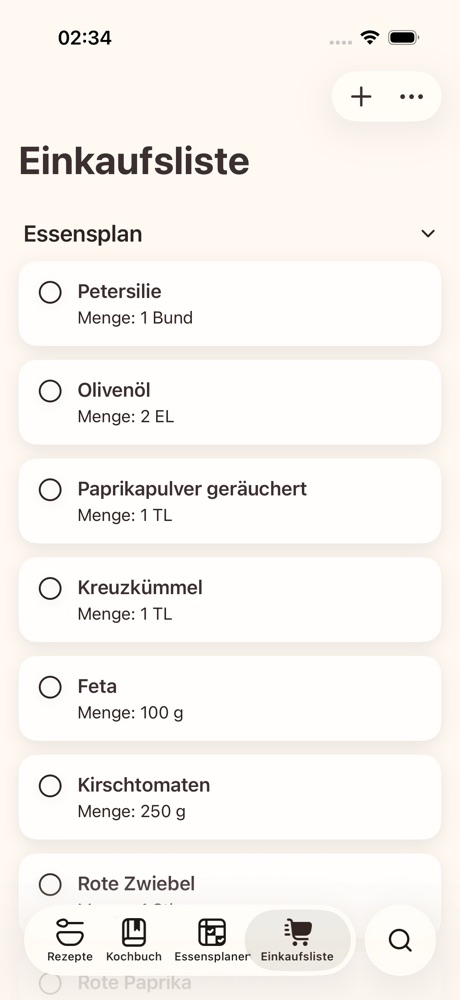 02:34
Einkaufsliste
Essensplan
Petersilie
Menge: 1 Bund
Olivenöl
Menge: 2 EL
Paprikapulver geräuchert
Menge: 1 TL
Kreuzkümmel
Menge: 1 TL
Feta
Menge: 100 g
Kirschtomaten
Menge: 250 g
Rote Zwiebel
Rezepte Kochbuch Essensplaner Einkaufsliste
Rote Paprika